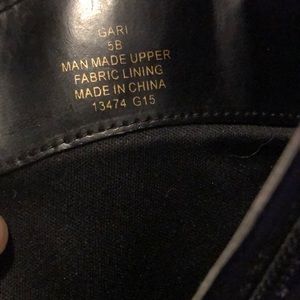 GARI
5B
MAN MADE UPPER
FABRIC LINING
MADE IN CHINA
13474 G15